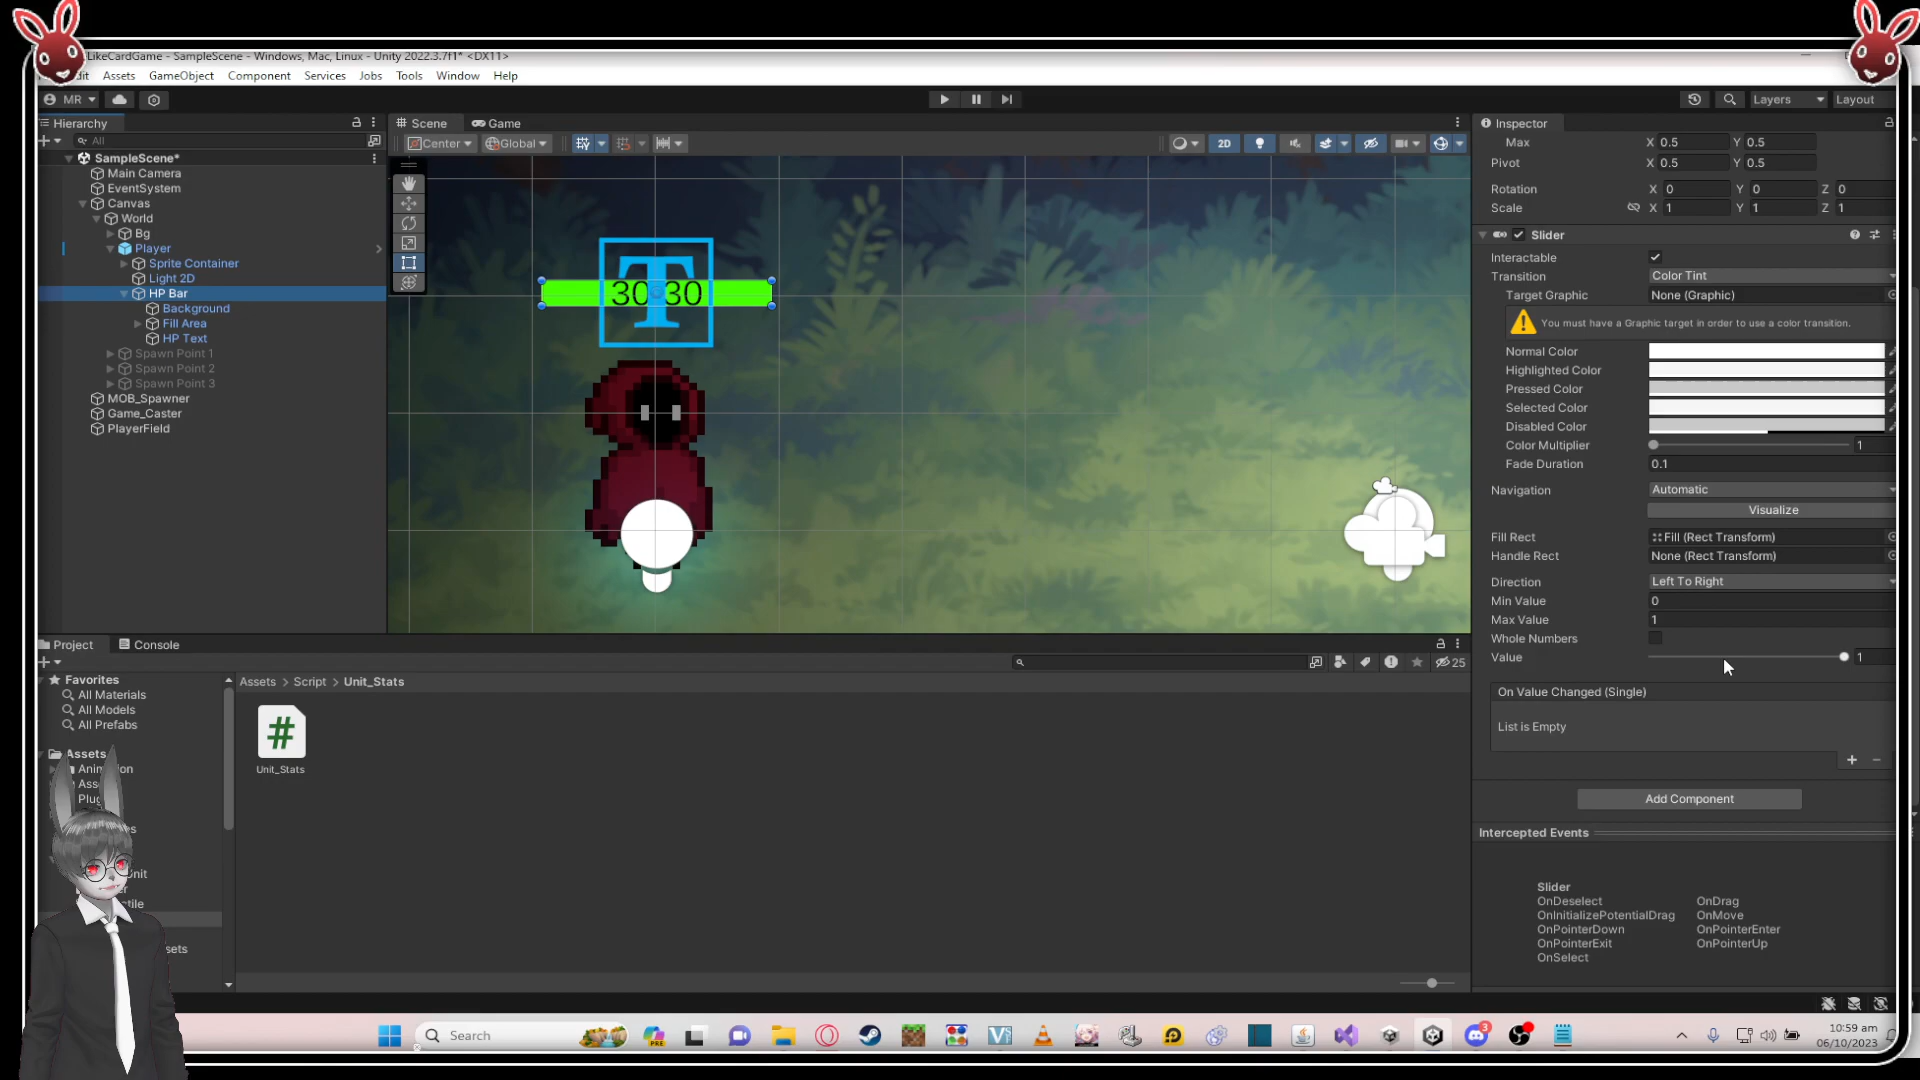 LikeCardGame - SampleScene - Windows, Mac, Linux - Unity 2022.3.7f1* <DX11>
Assets GameObject Component Services Jobs Tools Window Help
MR Layers Layout
Hierarchy
All
SampleScene*
Main Camera
EventSystem
Canvas
World
Bg
Player
Sprite Container
Light 2D
HP Bar
Background
Fill Area
HP Text
Spawn Point 1
Spawn Point 2
Spawn Point 3
MOB_Spawner
Game_Caster
PlayerField
Scene Game
Center Global 2D
30 30
T
Inspector
Max X 0.5 Y 0.5
Pivot X 0.5 Y 0.5
Rotation X 0 Y 0 Z 0
Scale X 1 Y 1 Z 1
Slider
Interactable
Transition Color Tint
Target Graphic None (Graphic)
You must have a Graphic target in order to use a color transition.
Normal Color
Highlighted Color
Pressed Color
Selected Color
Disabled Color
Color Multiplier 1
Fade Duration 0.1
Navigation Automatic
Visualize
Fill Rect Fill (Rect Transform)
Handle Rect None (Rect Transform)
Direction Left To Right
Min Value 0
Max Value 1
Whole Numbers
Value 1
On Value Changed (Single)
List is Empty
Add Component
Intercepted Events
Slider
OnDeselect OnDrag
OnInitializePotentialDrag OnMove
OnPointerDown OnPointerEnter
OnPointerExit OnPointerUp
OnSelect
Project Console
25
Favorites
All Materials
All Models
All Prefabs
Assets
Assets > Script > Unit_Stats
Unit_Stats
Search
PRE
3
10:59 am
06/10/2023